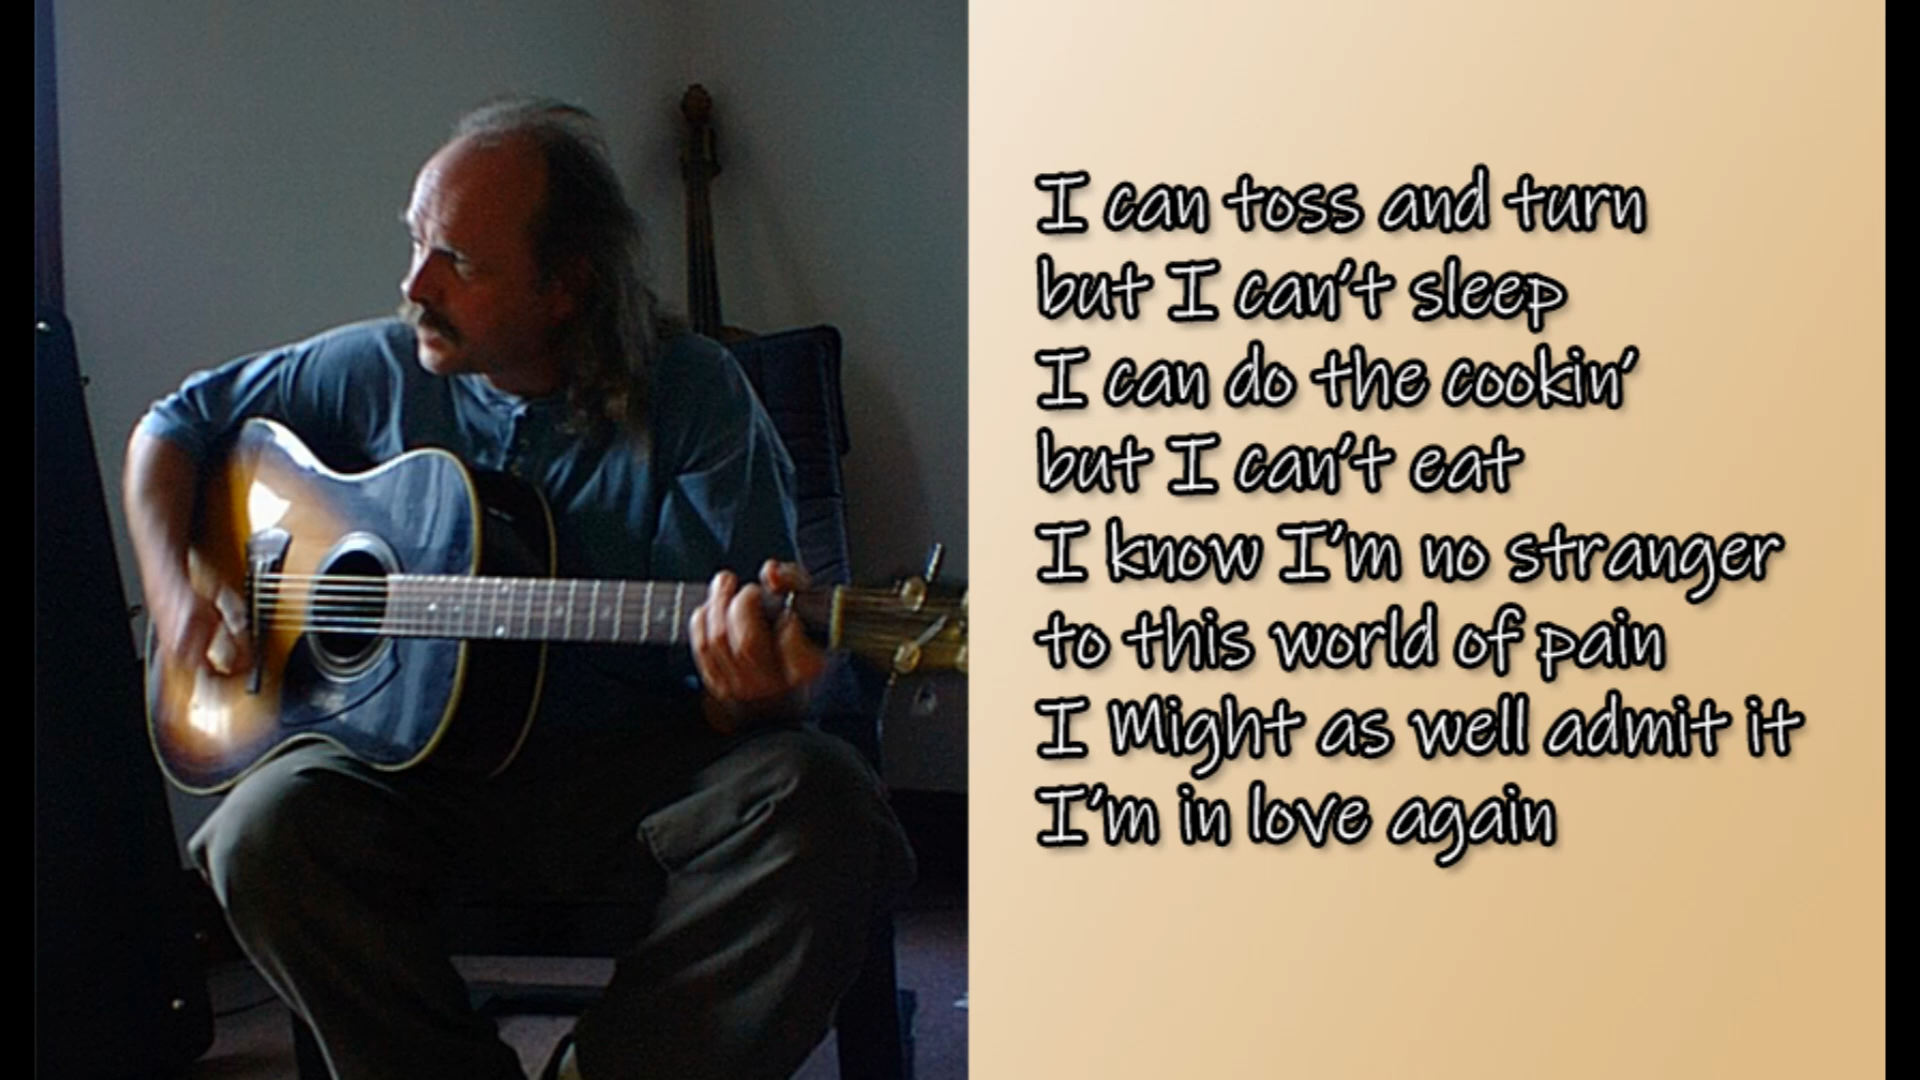 I can toss and turn
but I can't sleep
I can do the cookin'
but I can't eat
I know I'm no stranger
to this world of pain
I Might as well admit it
I'm in love again